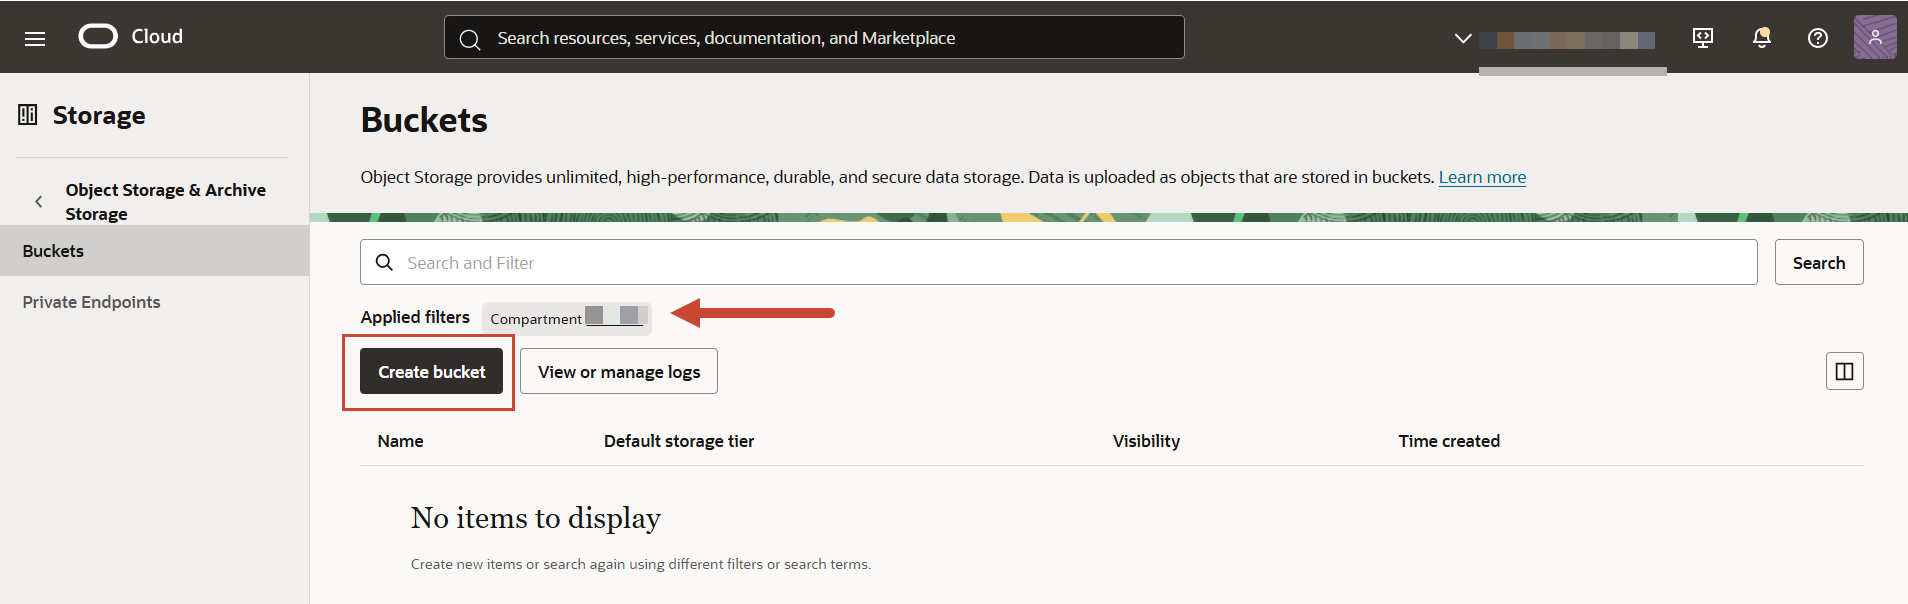 Cloud
Search resources, services, documentation, and Marketplace
Storage
Object Storage & Archive
Storage
Buckets
Private Endpoints
Buckets
Object Storage provides unlimited, high-performance, durable, and secure data storage. Data is uploaded as objects that are stored in buckets. Learn more
Search and Filter
Search
Applied filters Compartment
Create bucket View or manage logs
Name Default storage tier Visibility Time created
No items to display
Create new items or search again using different filters or search terms.